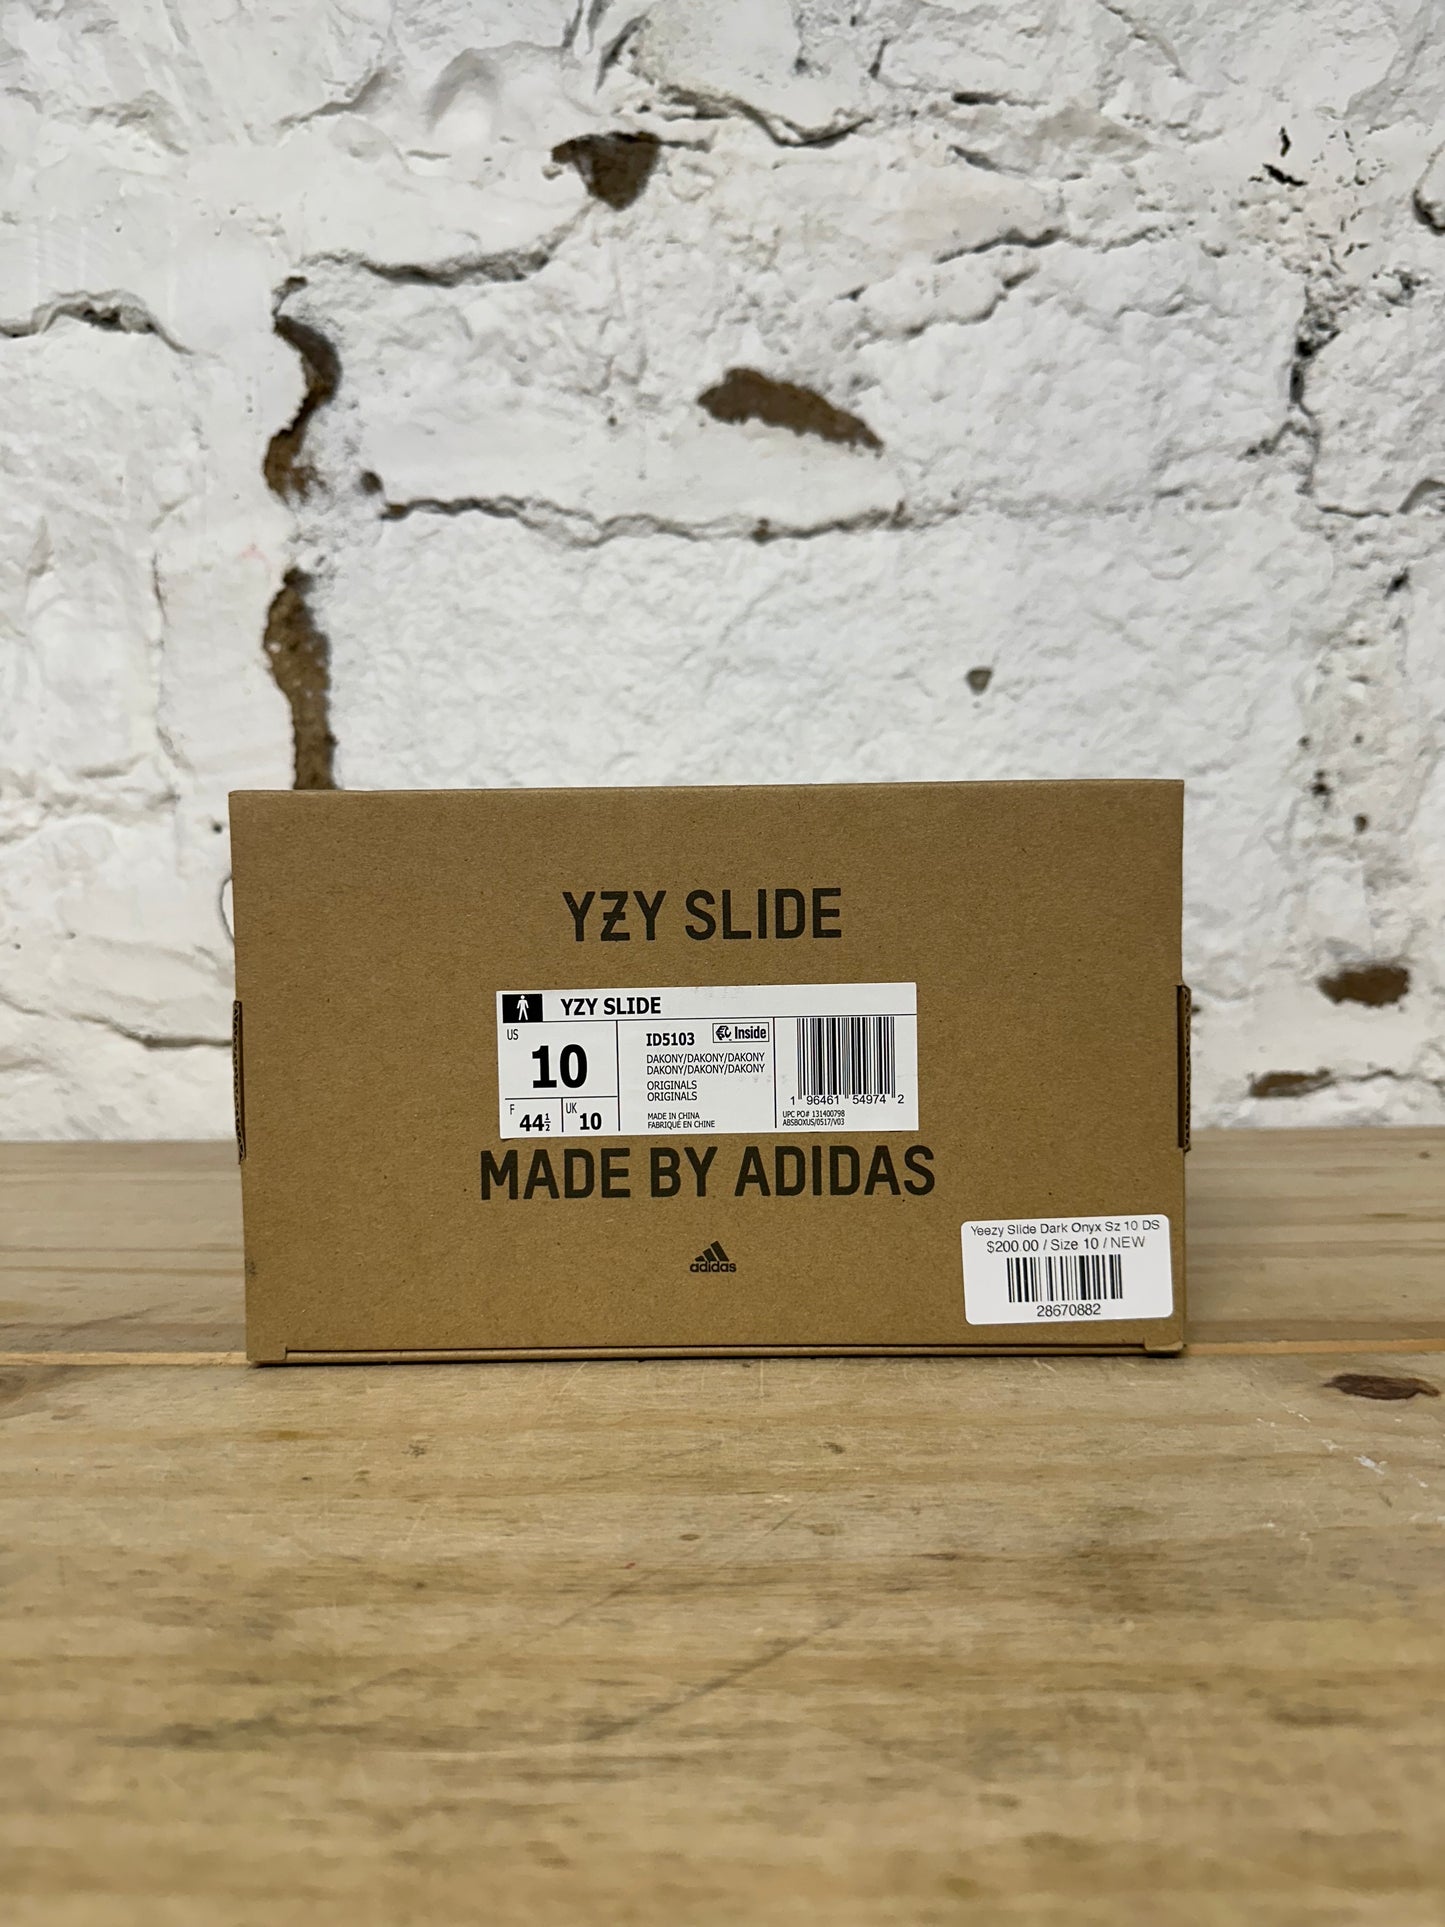 YZY SLIDE
YZY SLIDE
US
10
F
44½
UK
10
ID5103
Inside
DAKONY/DAKONY/DAKONY
DAKONY/DAKONY/DAKONY
ORIGINALS
ORIGINALS
MADE IN CHINA
FABRIQUÉ EN CHINE
1 96461 54974 2
UPC PO# 131400798
ABSBOXUS/0517/V03
MADE BY ADIDAS
adidas
Yeezy Slide Dark Onyx Sz 10 DS
$200.00 / Size 10 / NEW
28670882